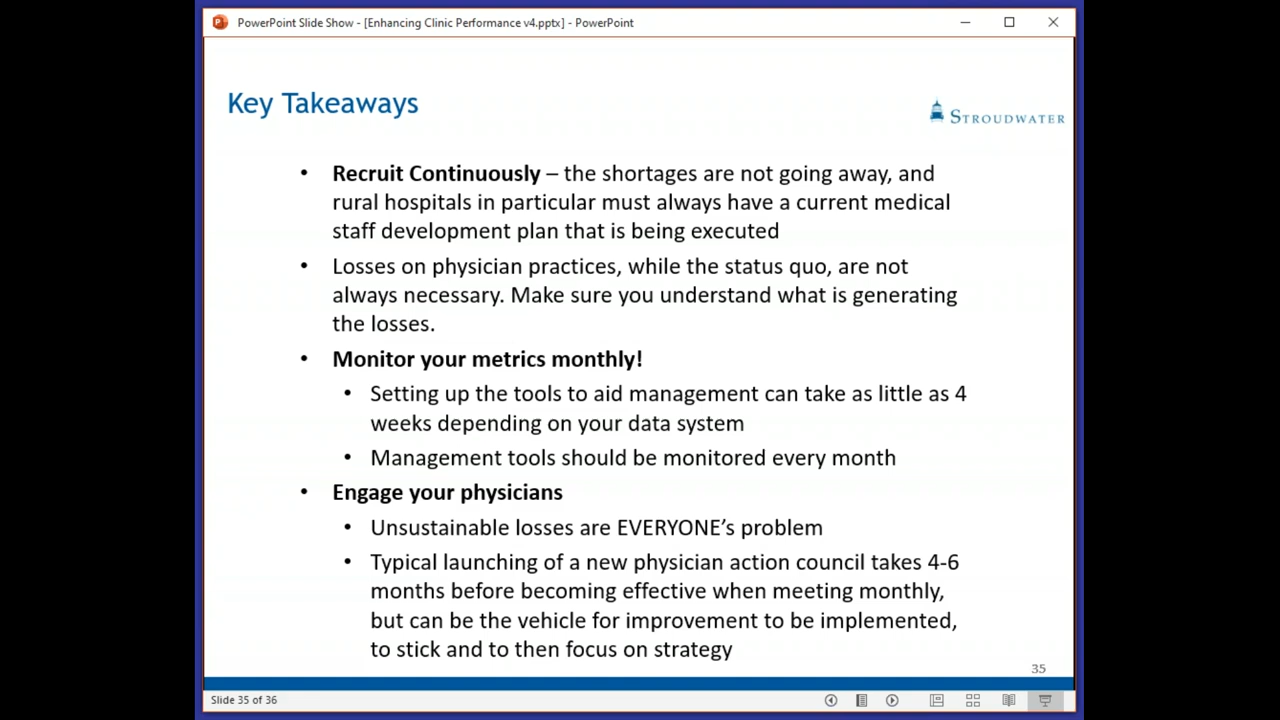 PowerPoint Slide Show - [Enhancing Clinic Performance v4.pptx] - PowerPoint
Key Takeaways
STROUDWATER
• Recruit Continuously – the shortages are not going away, and
rural hospitals in particular must always have a current medical
staff development plan that is being executed
• Losses on physician practices, while the status quo, are not
always necessary. Make sure you understand what is generating
the losses.
• Monitor your metrics monthly!
• Setting up the tools to aid management can take as little as 4
weeks depending on your data system
• Management tools should be monitored every month
• Engage your physicians
• Unsustainable losses are EVERYONE's problem
• Typical launching of a new physician action council takes 4-6
months before becoming effective when meeting monthly,
but can be the vehicle for improvement to be implemented,
to stick and to then focus on strategy
35
Slide 35 of 36